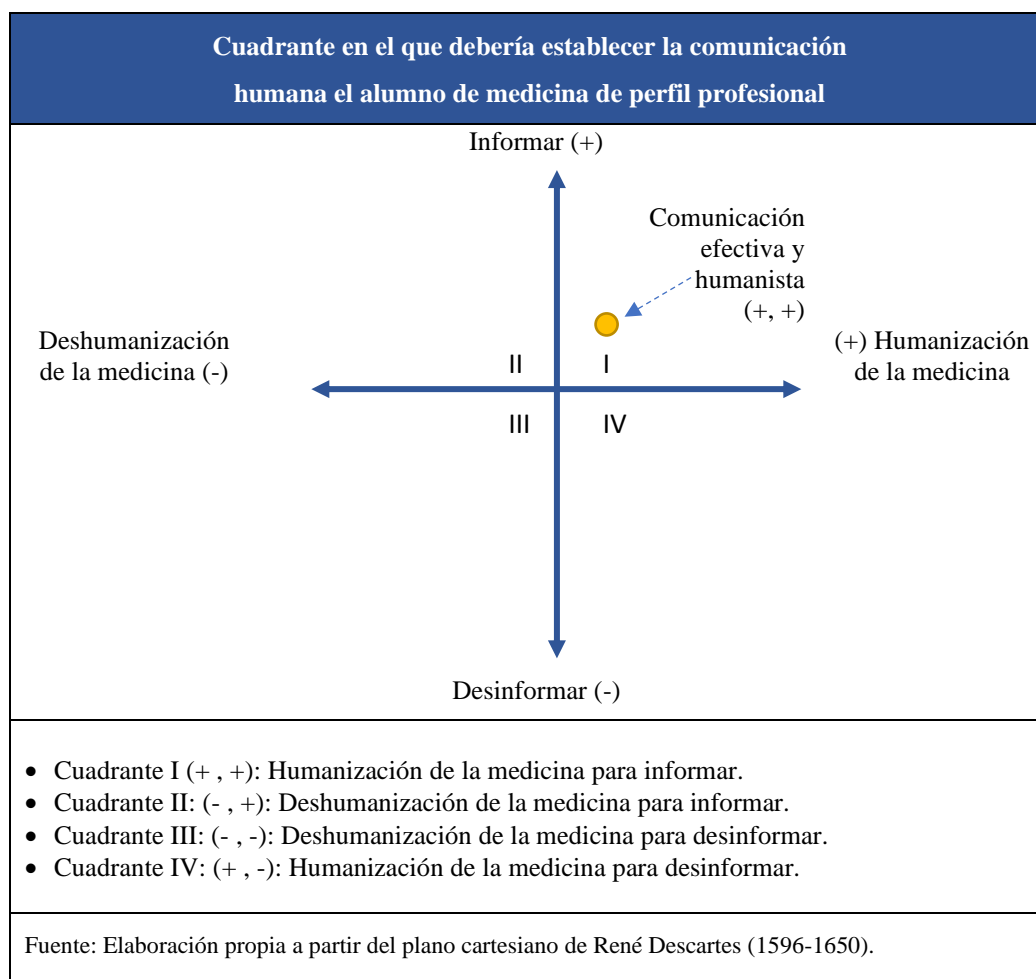 Cuadrante en el que debería establecer la comunicación
humana el alumno de medicina de perfil profesional
Informar (+)
Comunicación
efectiva y
humanista
(+, +)
Deshumanización
de la medicina (-)
(+) Humanización
de la medicina
II
I
III
IV
Desinformar (-)
• Cuadrante I (+ , +): Humanización de la medicina para informar.
• Cuadrante II: (- , +): Deshumanización de la medicina para informar.
• Cuadrante III: (- , -): Deshumanización de la medicina para desinformar.
• Cuadrante IV: (+ , -): Humanización de la medicina para desinformar.
Fuente: Elaboración propia a partir del plano cartesiano de René Descartes (1596-1650).